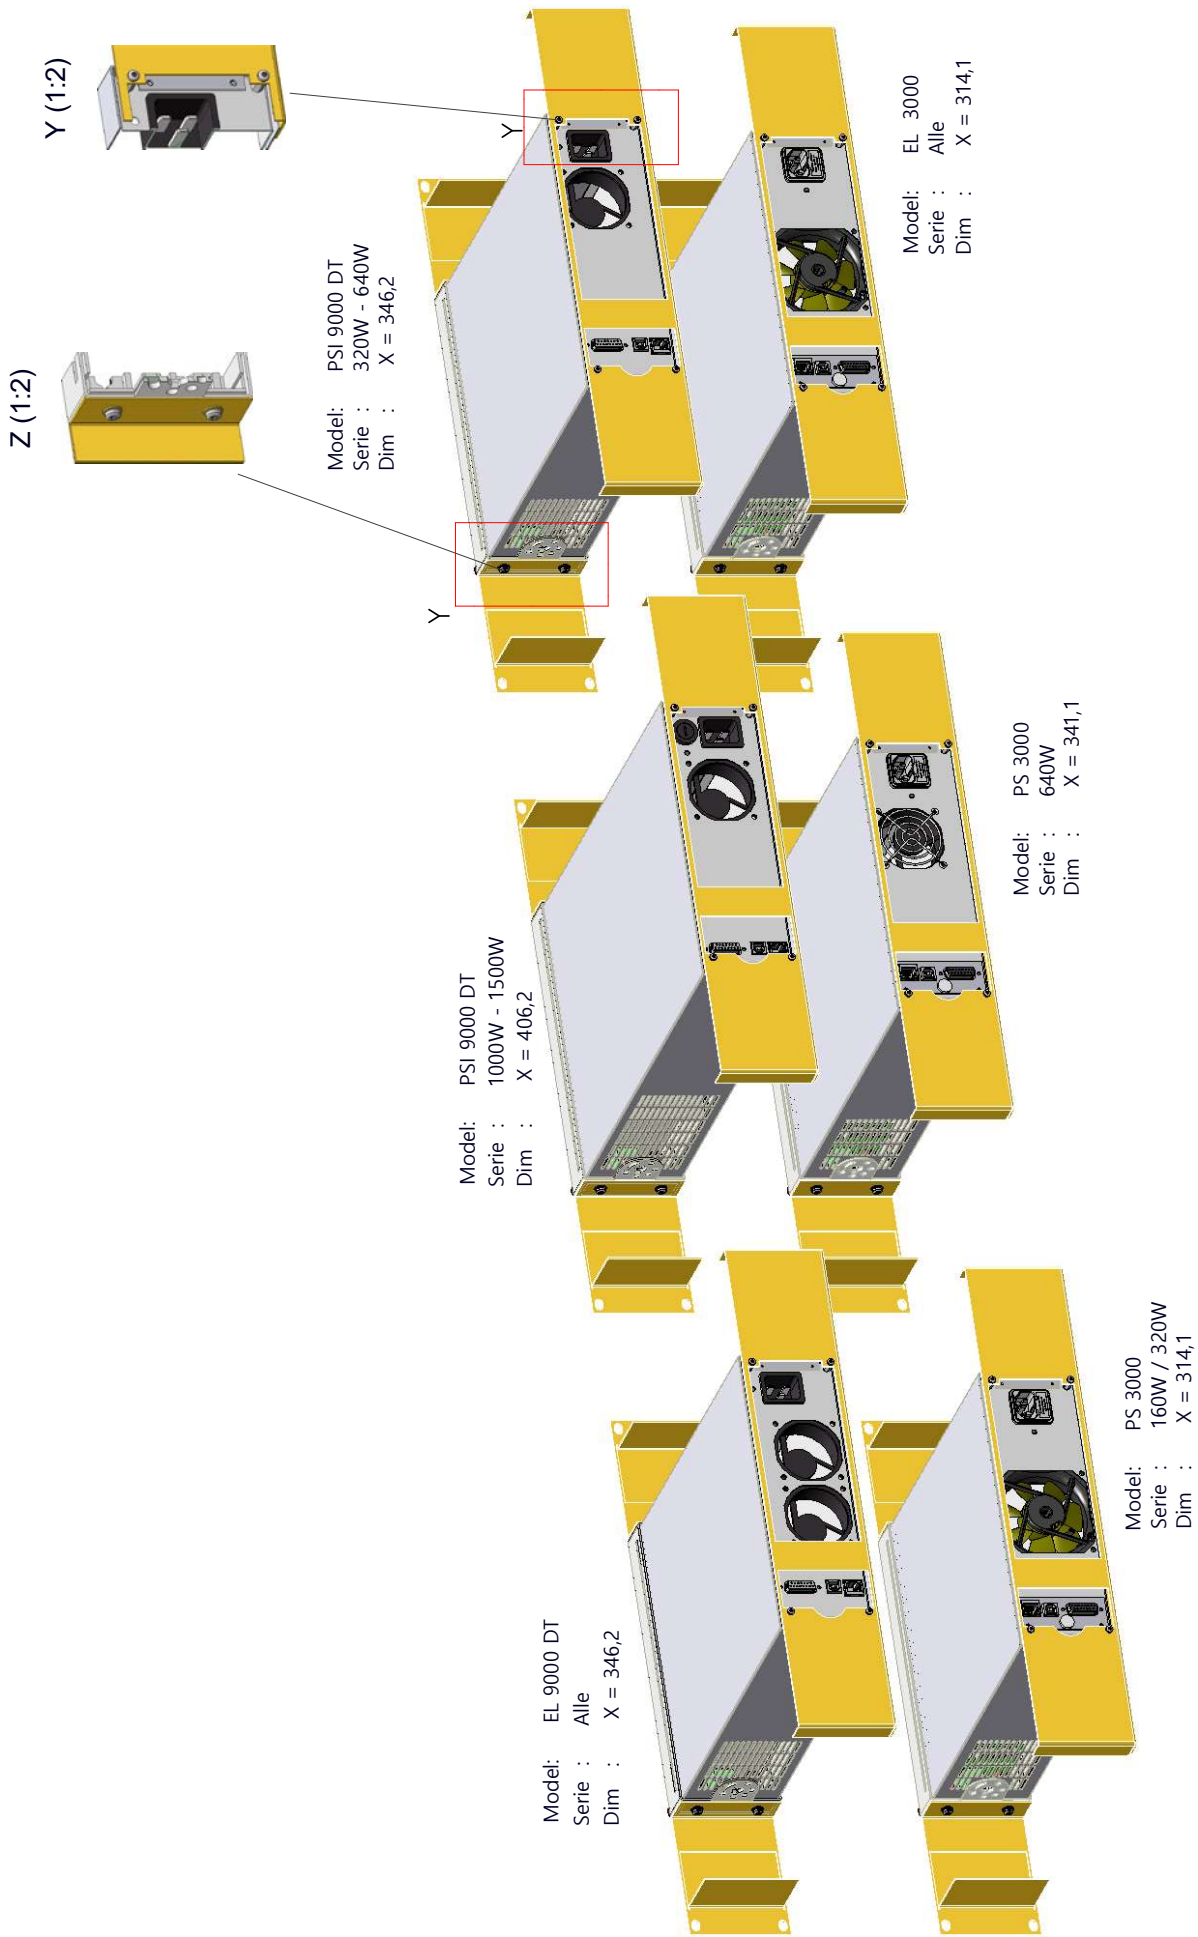 Z (1:2)
Y (1:2)
Model: EL 9000 DT
Serie : Alle
Dim : X = 346,2
Model: PSI 9000 DT
Serie : 1000W - 1500W
Dim : X = 406,2
Model: PSI 9000 DT
Serie : 320W - 640W
Dim : X = 346,2
Y
Y
Model: PS 3000
Serie : 160W / 320W
Dim : X = 314,1
Model: PS 3000
Serie : 640W
Dim : X = 341,1
Model: EL 3000
Serie : Alle
Dim : X = 314,1